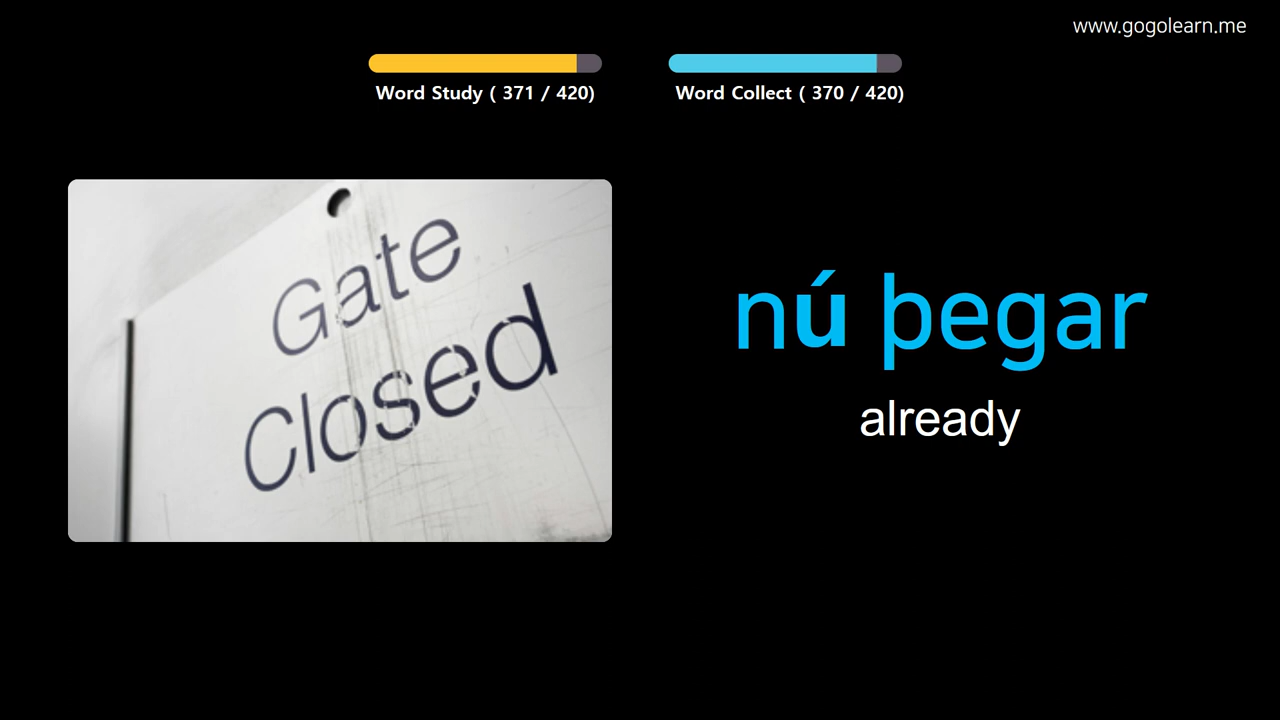 www.gogolearn.me
Word Study ( 371 / 420)
Word Collect ( 370 / 420)
Gate
Closed
nú þegar
already